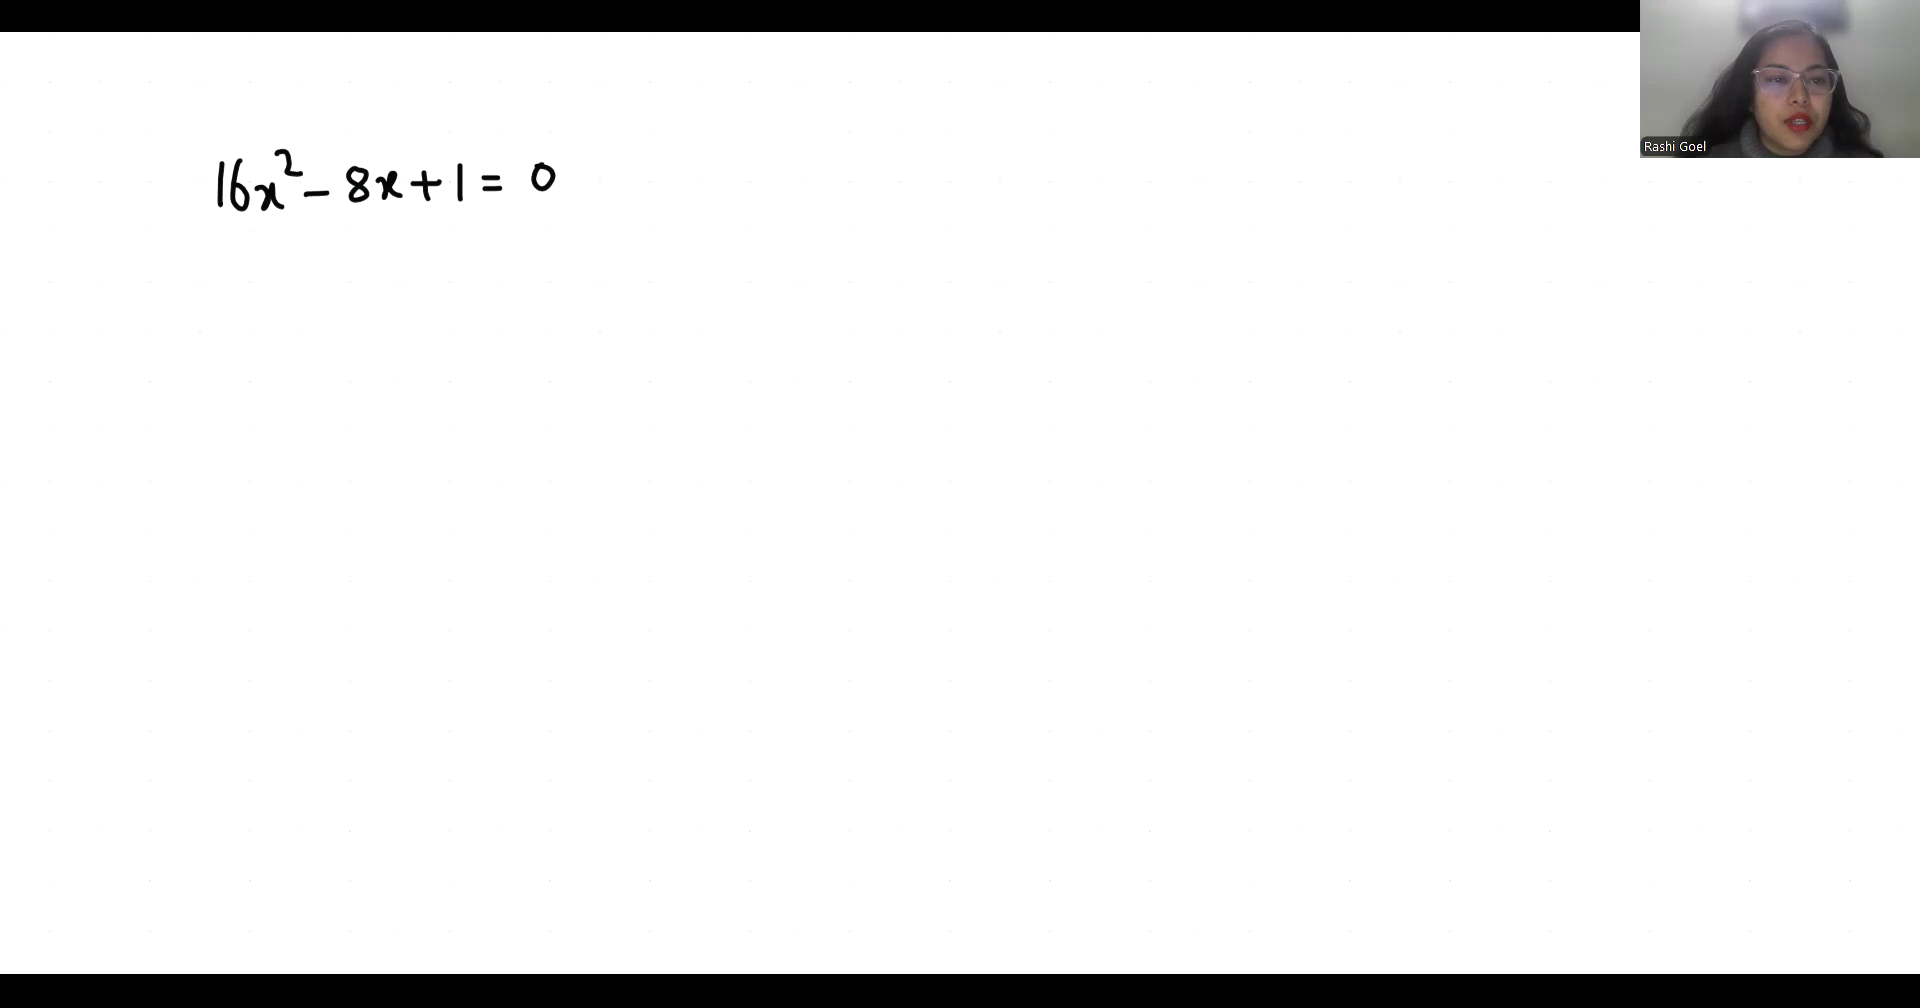 16x² - 8x + 1 = 0
Rashi Goel